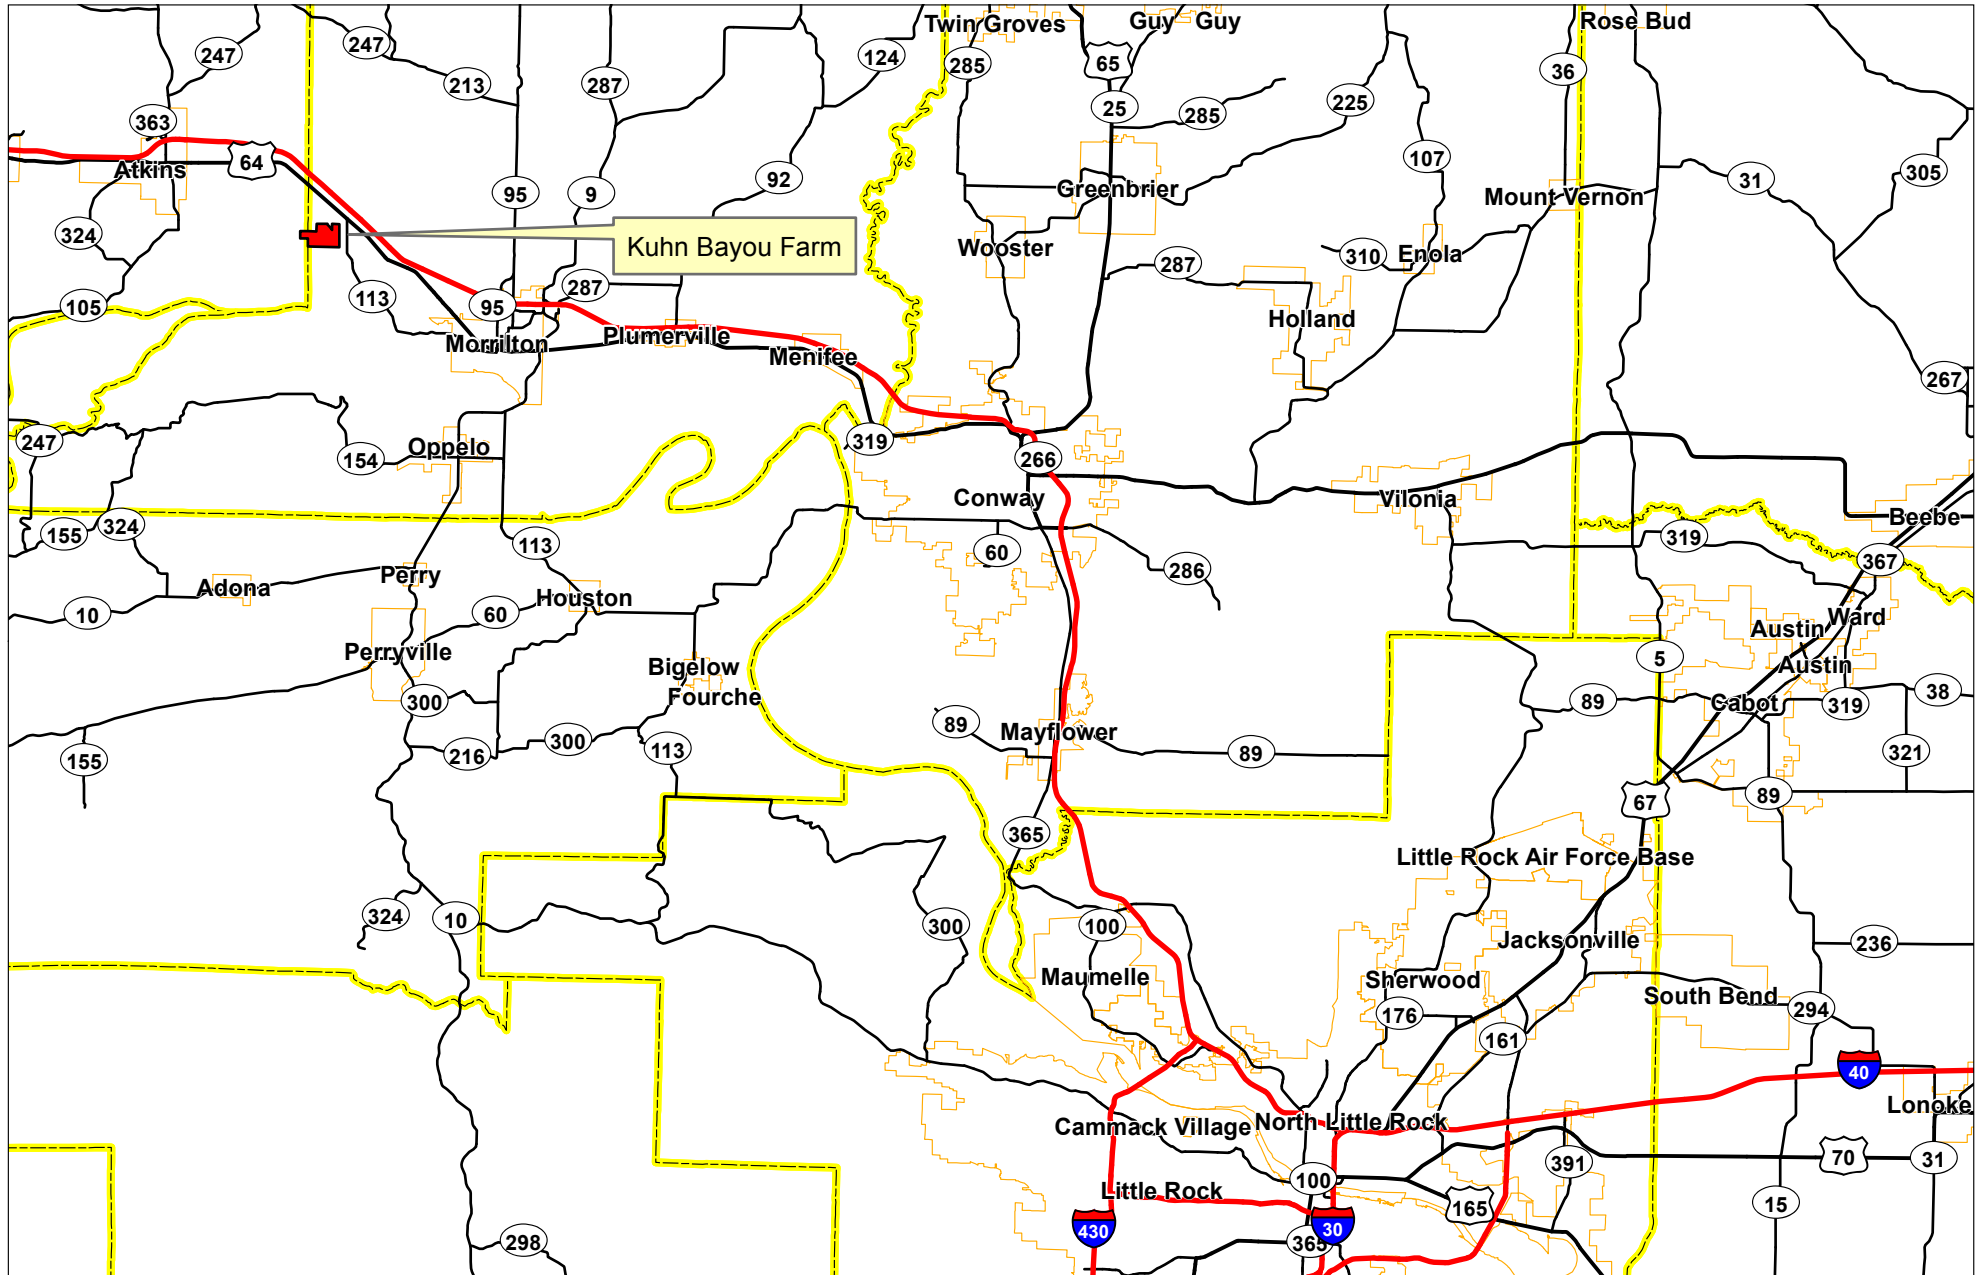 Twin Groves
Guy
Guy
Rose Bud
247
247
213
287
124
285
65
25
285
225
36
363
Atkins
64
95
9
92
Greenbrier
107
Mount Vernon
31
305
324
Kuhn Bayou Farm
Wooster
287
310
Enola
105
113
95
287
Morrilton
Plumerville
Menifee
Holland
267
247
154
Oppelo
319
266
Conway
Vilonia
Beebe
155
324
113
60
286
319
367
Adona
Perry
10
60
Houston
Ward
Austin
Perryville
Bigelow
5
Austin
Fourche
300
89
38
Cabot
319
89
Mayflower
216
300
113
89
321
155
67
89
365
Little Rock Air Force Base
324
10
300
100
Jacksonville
236
Maumelle
Sherwood
South Bend
176
294
161
40
Lonoke
Cammack Village
North Little Rock
70
31
391
100
Little Rock
165
15
430
30
298
365